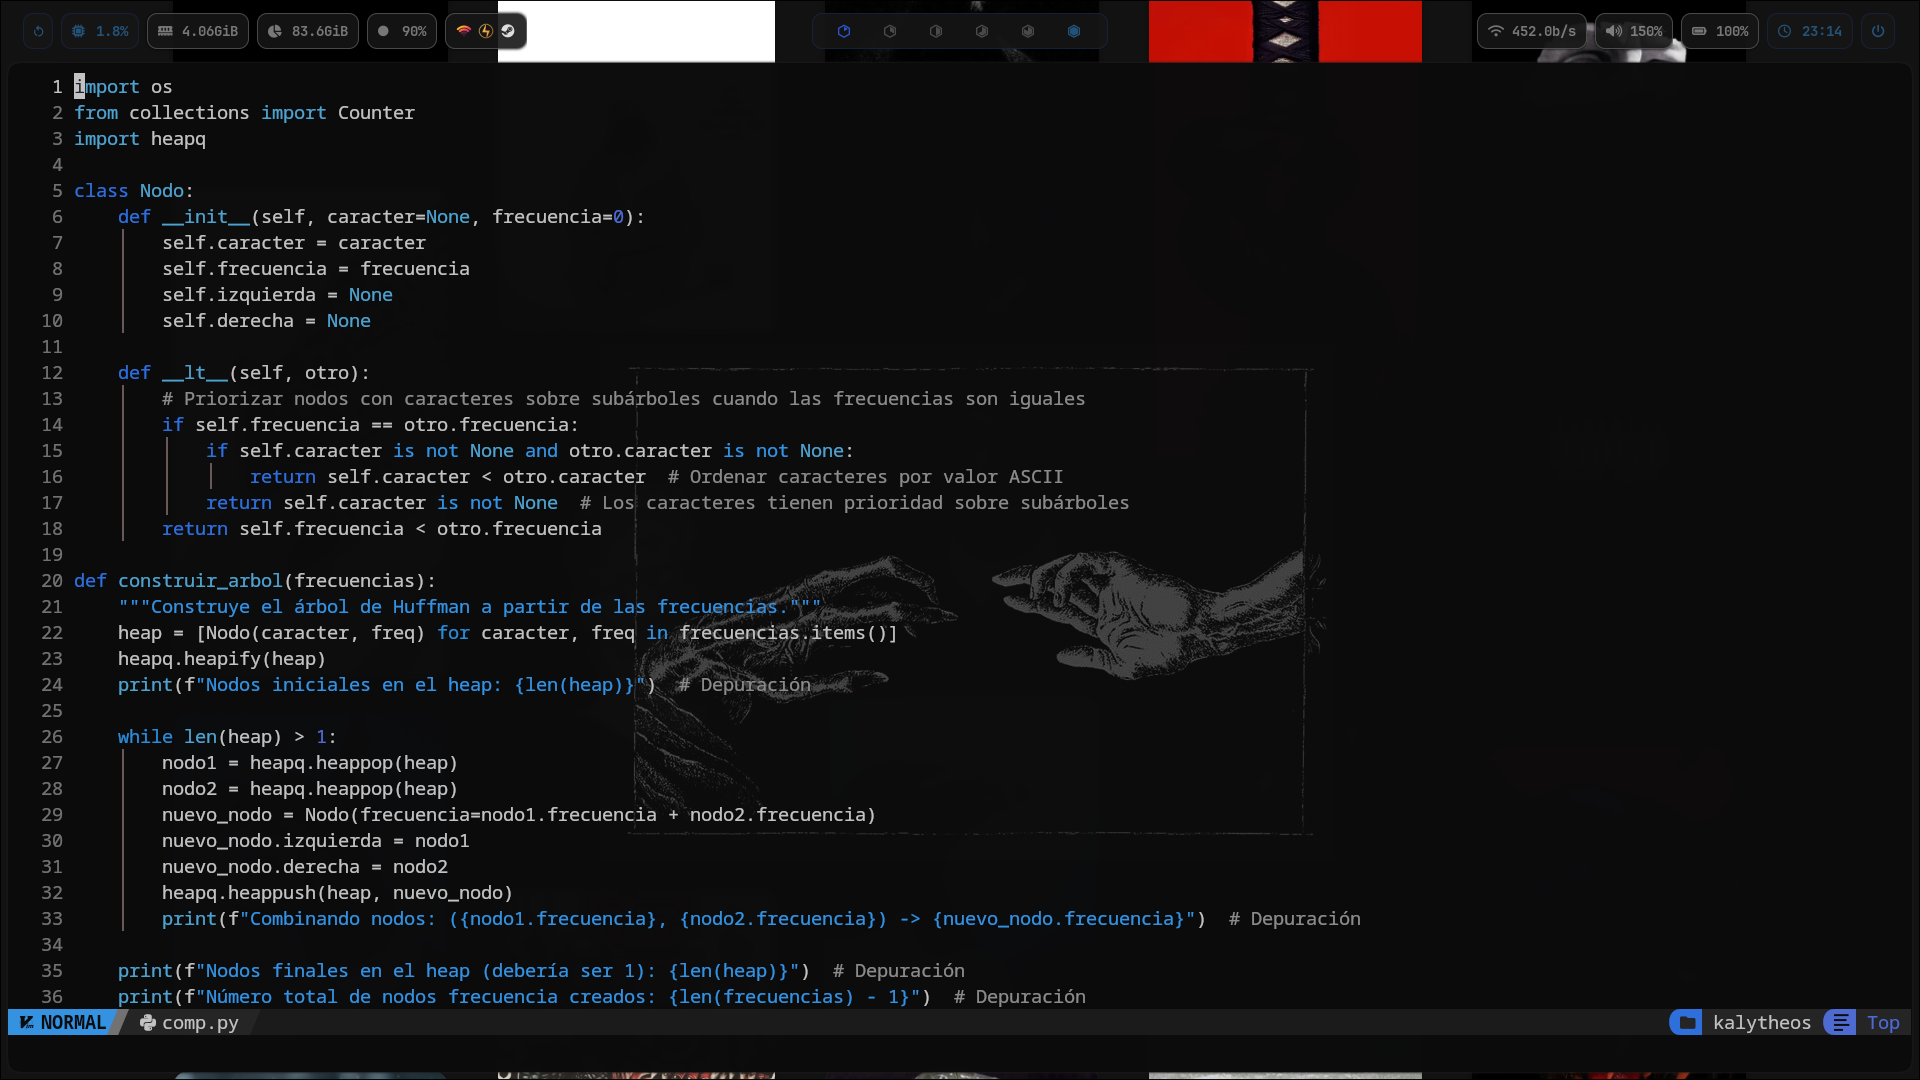 1.8% 4.06GiB 83.6GiB 90% 452.0b/s 150% 100% 23:14
1 import os
2 from collections import Counter
3 import heapq
4
5 class Nodo:
6     def __init__(self, caracter=None, frecuencia=0):
7         self.caracter = caracter
8         self.frecuencia = frecuencia
9         self.izquierda = None
10         self.derecha = None
11
12     def __lt__(self, otro):
13         # Priorizar nodos con caracteres sobre subárboles cuando las frecuencias son iguales
14         if self.frecuencia == otro.frecuencia:
15             if self.caracter is not None and otro.caracter is not None:
16                 return self.caracter < otro.caracter  # Ordenar caracteres por valor ASCII
17             return self.caracter is not None  # Los caracteres tienen prioridad sobre subárboles
18         return self.frecuencia < otro.frecuencia
19
20 def construir_arbol(frecuencias):
21     """Construye el árbol de Huffman a partir de las frecuencias."""
22     heap = [Nodo(caracter, freq) for caracter, freq in frecuencias.items()]
23     heapq.heapify(heap)
24     print(f"Nodos iniciales en el heap: {len(heap)}")  # Depuración
25
26     while len(heap) > 1:
27         nodo1 = heapq.heappop(heap)
28         nodo2 = heapq.heappop(heap)
29         nuevo_nodo = Nodo(frecuencia=nodo1.frecuencia + nodo2.frecuencia)
30         nuevo_nodo.izquierda = nodo1
31         nuevo_nodo.derecha = nodo2
32         heapq.heappush(heap, nuevo_nodo)
33         print(f"Combinando nodos: ({nodo1.frecuencia}, {nodo2.frecuencia}) -> {nuevo_nodo.frecuencia}")  # Depuración
34
35     print(f"Nodos finales en el heap (debería ser 1): {len(heap)}")  # Depuración
36     print(f"Número total de nodos frecuencia creados: {len(frecuencias) - 1}")  # Depuración
NORMAL comp.py kalytheos Top